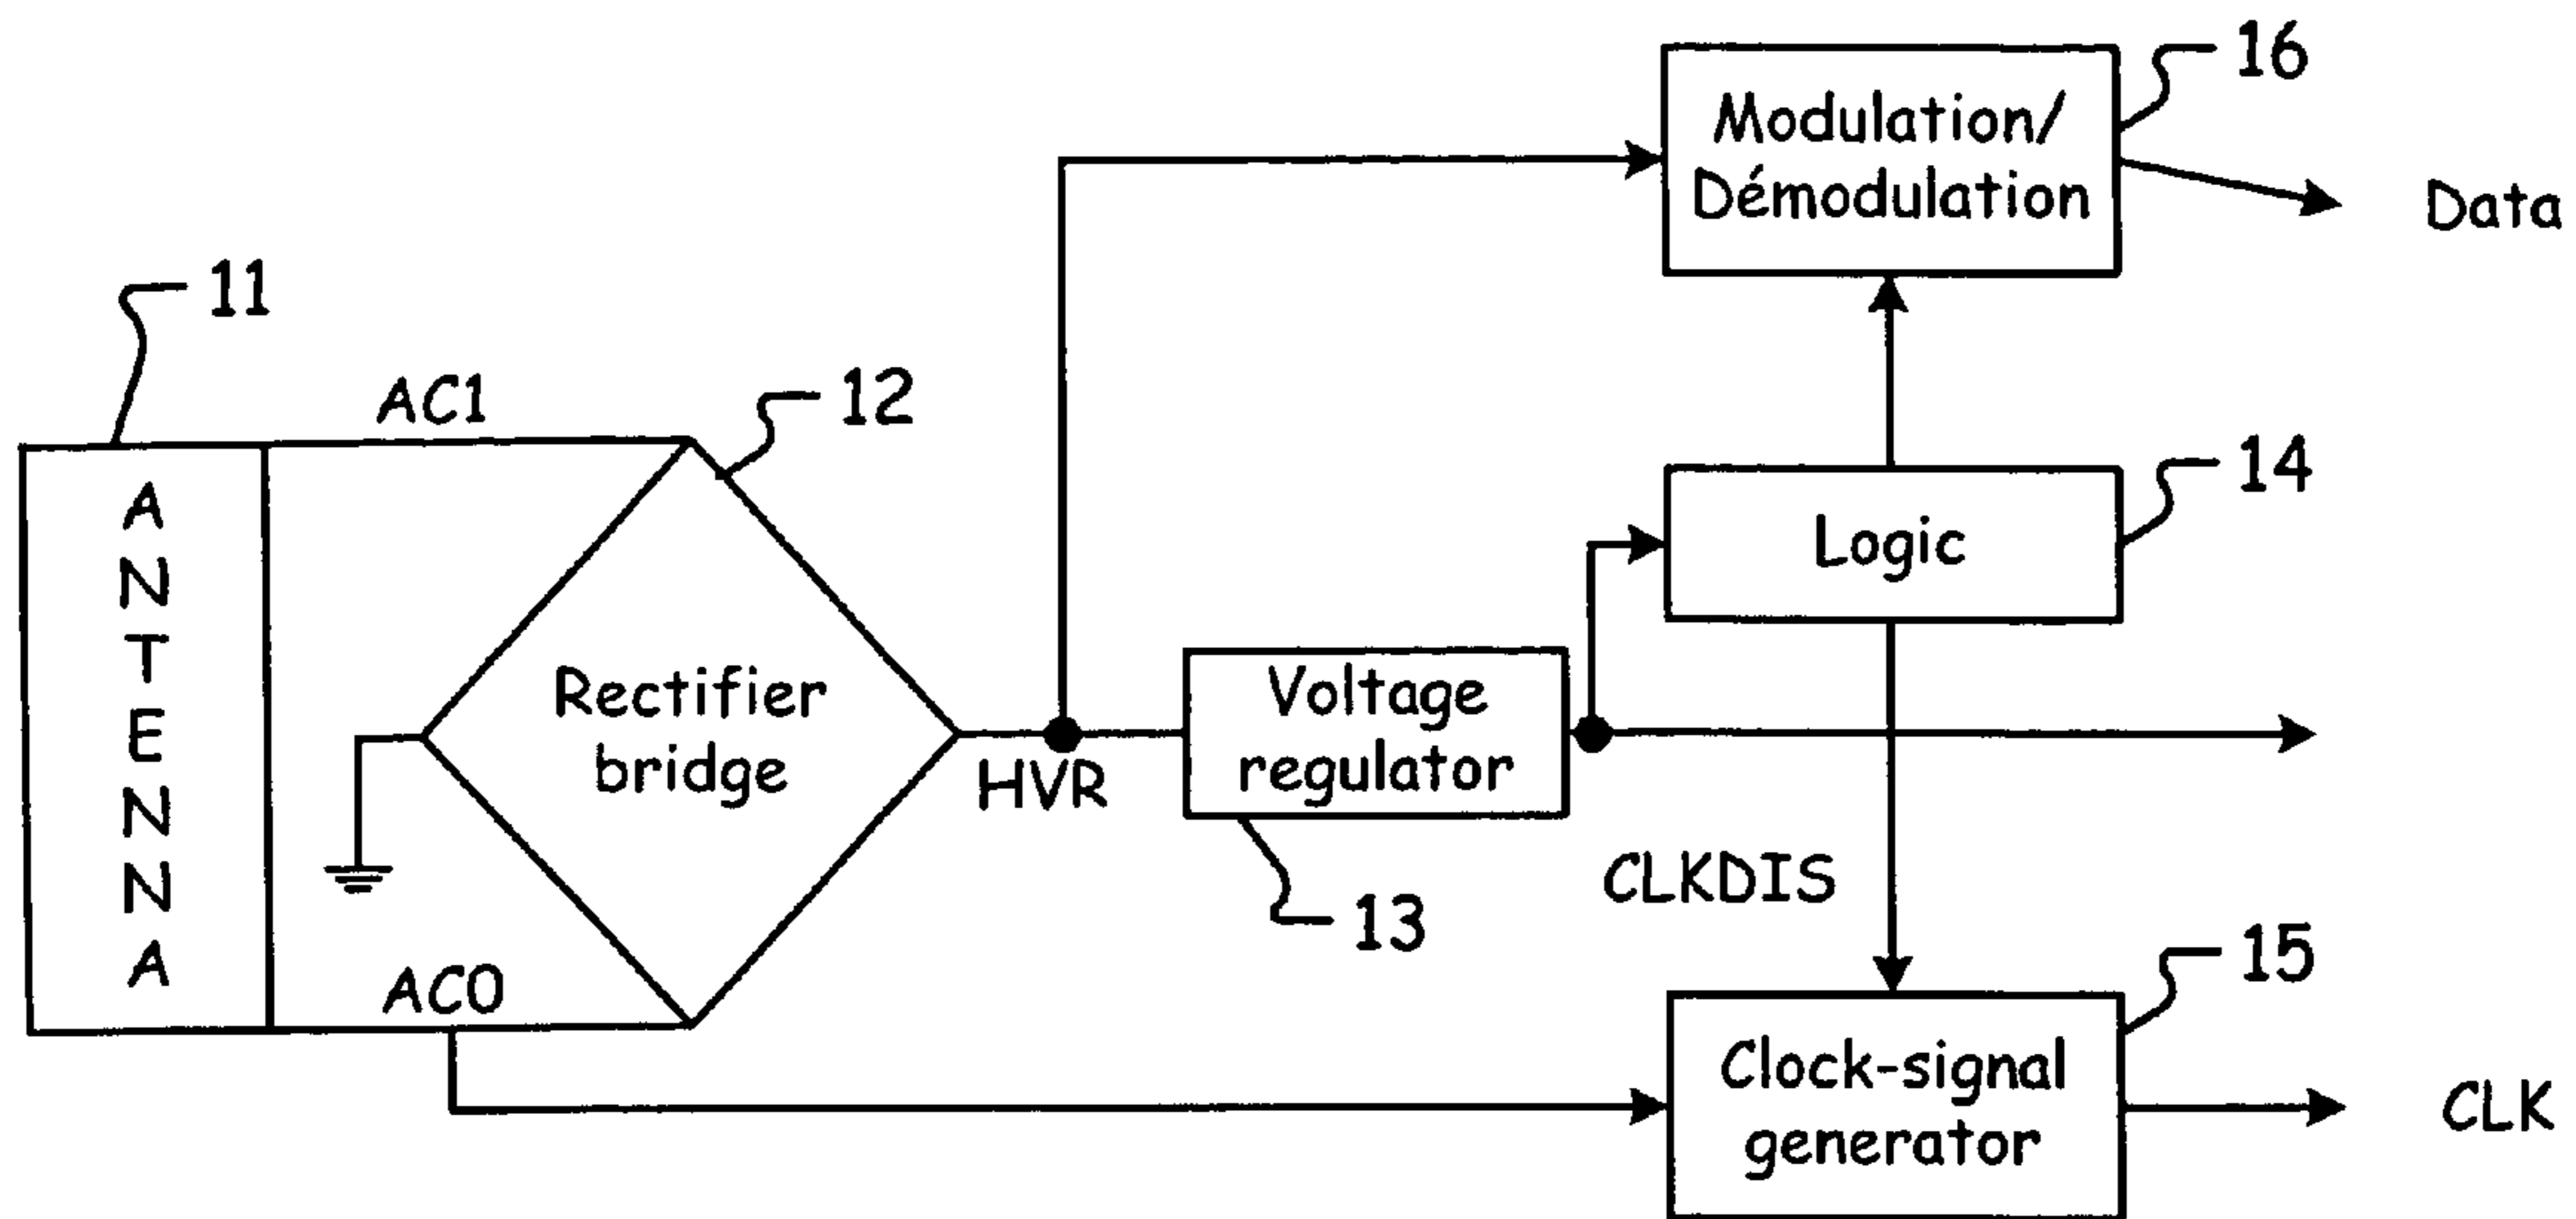 16
Modulation/
Démodulation
Data
11
AC1
12
14
Logic
ANTENNA
Rectifier
bridge
HVR
Voltage
regulator
CLKDIS
13
15
AC0
Clock-signal
generator
CLK